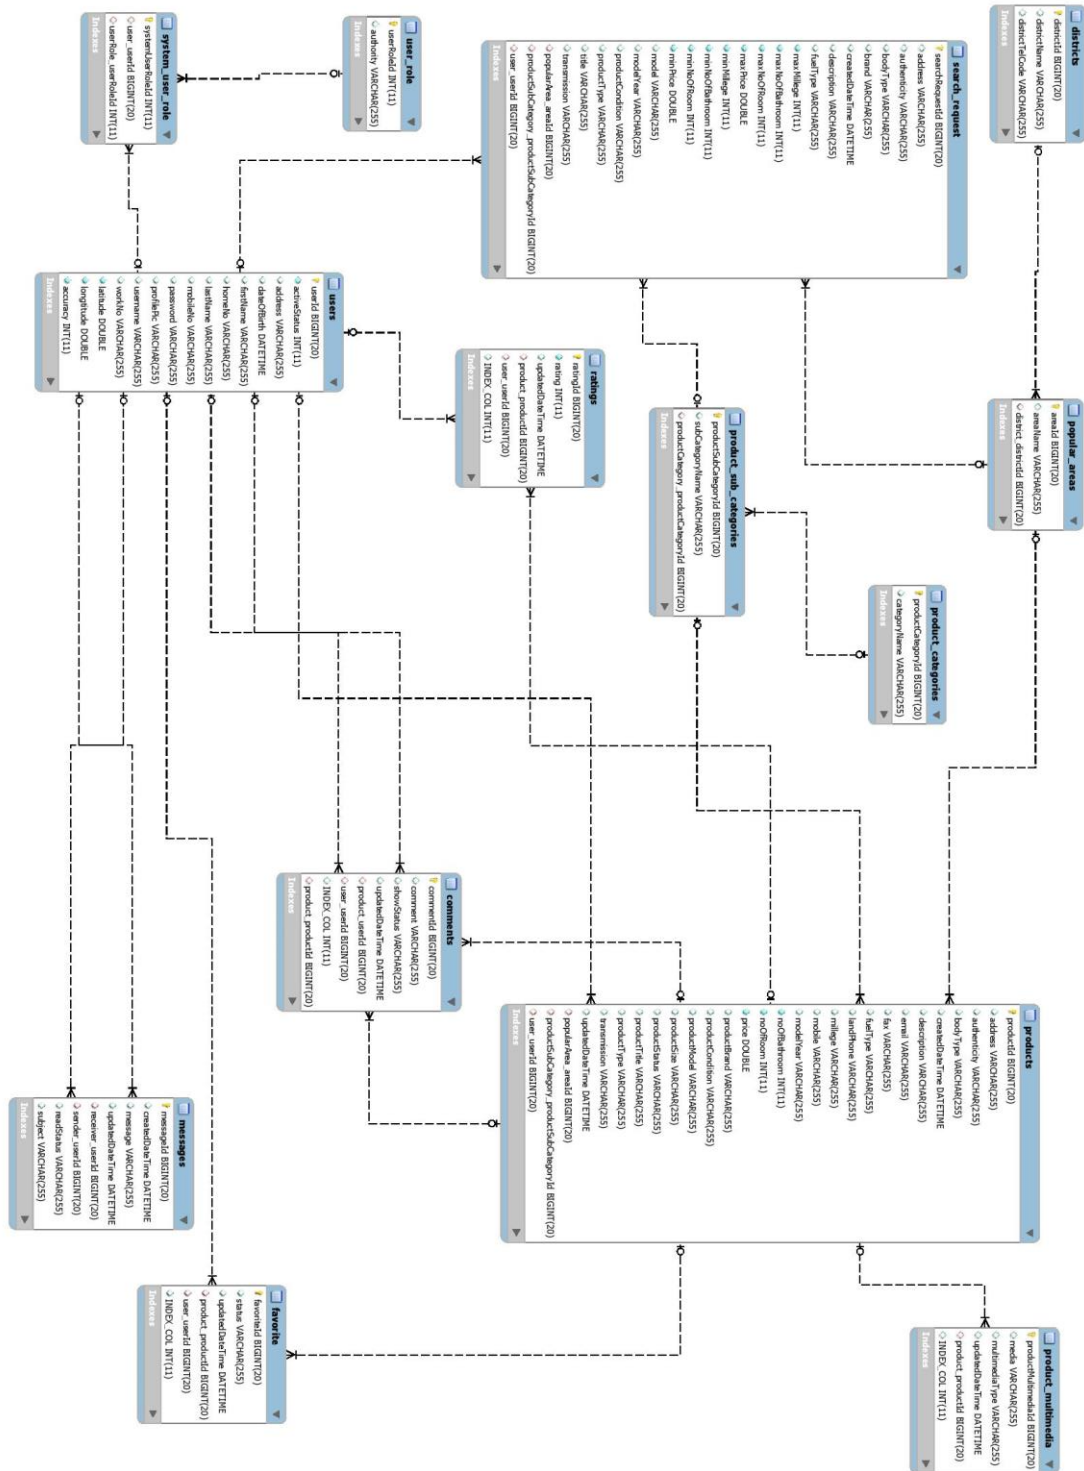 districts
districtId BIGINT(20)
districtName VARCHAR(255)
districtTelCode VARCHAR(255)
Indexes
popular_areas
areaId BIGINT(20)
areaName VARCHAR(255)
district_districtId BIGINT(20)
Indexes
product_categories
productCategoryId BIGINT(20)
categoryName VARCHAR(255)
Indexes
product_multimedia
productMultimediaId BIGINT(20)
media VARCHAR(255)
multimediaType VARCHAR(255)
updatedDateTime DATETIME
product_productId BIGINT(20)
INDEX_COL INT(11)
Indexes
search_request
searchRequestId BIGINT(20)
address VARCHAR(255)
authenticity VARCHAR(255)
bodyType VARCHAR(255)
brand VARCHAR(255)
createdDateTime DATETIME
description VARCHAR(255)
fuelType VARCHAR(255)
maxMillege INT(11)
maxNoOfBathroom INT(11)
maxNoOfRoom INT(11)
maxPrice DOUBLE
minMillege INT(11)
minNoOfBathroom INT(11)
minNoOfRoom INT(11)
minPrice DOUBLE
model VARCHAR(255)
modelYear VARCHAR(255)
productCondition VARCHAR(255)
productType VARCHAR(255)
title VARCHAR(255)
transmission VARCHAR(255)
popularArea_areaId BIGINT(20)
productSubCategory_productSubCategoryId BIGINT(20)
user_userId BIGINT(20)
Indexes
product_sub_categories
productSubCategoryId BIGINT(20)
subCategoryName VARCHAR(255)
productCategory_productCategoryId BIGINT(20)
Indexes
products
productId BIGINT(20)
address VARCHAR(255)
authenticity VARCHAR(255)
bodyType VARCHAR(255)
createdDateTime DATETIME
description VARCHAR(255)
email VARCHAR(255)
fax VARCHAR(255)
fuelType VARCHAR(255)
landPhone VARCHAR(255)
millege VARCHAR(255)
mobile VARCHAR(255)
modelYear VARCHAR(255)
noOfBathroom INT(11)
noOfRoom INT(11)
price DOUBLE
productBrand VARCHAR(255)
productCondition VARCHAR(255)
productModel VARCHAR(255)
productSize VARCHAR(255)
productStatus VARCHAR(255)
productTitle VARCHAR(255)
productType VARCHAR(255)
transmission VARCHAR(255)
updatedDateTime DATETIME
popularArea_areaId BIGINT(20)
productSubCategory_productSubCategoryId BIGINT(20)
user_userId BIGINT(20)
Indexes
ratings
ratingId BIGINT(20)
rating INT(11)
updatedDateTime DATETIME
product_productId BIGINT(20)
user_userId BIGINT(20)
INDEX_COL INT(11)
Indexes
user_role
userRoleId INT(11)
authority VARCHAR(255)
Indexes
comments
commentId BIGINT(20)
comment VARCHAR(255)
showStatus VARCHAR(255)
updatedDateTime DATETIME
product_userId BIGINT(20)
user_userId BIGINT(20)
INDEX_COL INT(11)
product_productId BIGINT(20)
Indexes
users
userId BIGINT(20)
activeStatus INT(11)
address VARCHAR(255)
dateOfBirth DATETIME
firstName VARCHAR(255)
homeNo VARCHAR(255)
lastName VARCHAR(255)
mobileNo VARCHAR(255)
password VARCHAR(255)
profilePic VARCHAR(255)
username VARCHAR(255)
workNo VARCHAR(255)
latitude DOUBLE
longtitude DOUBLE
accuracy INT(11)
Indexes
favorite
favoriteId BIGINT(20)
status VARCHAR(255)
updatedDateTime DATETIME
product_productId BIGINT(20)
user_userId BIGINT(20)
INDEX_COL INT(11)
Indexes
system_user_role
systemUserRoleId INT(11)
user_userId BIGINT(20)
userRole_userRoleId INT(11)
Indexes
messages
messageId BIGINT(20)
createdDateTime DATETIME
message VARCHAR(255)
updatedDateTime DATETIME
receiver_userId BIGINT(20)
sender_userId BIGINT(20)
readStatus VARCHAR(255)
subject VARCHAR(255)
Indexes